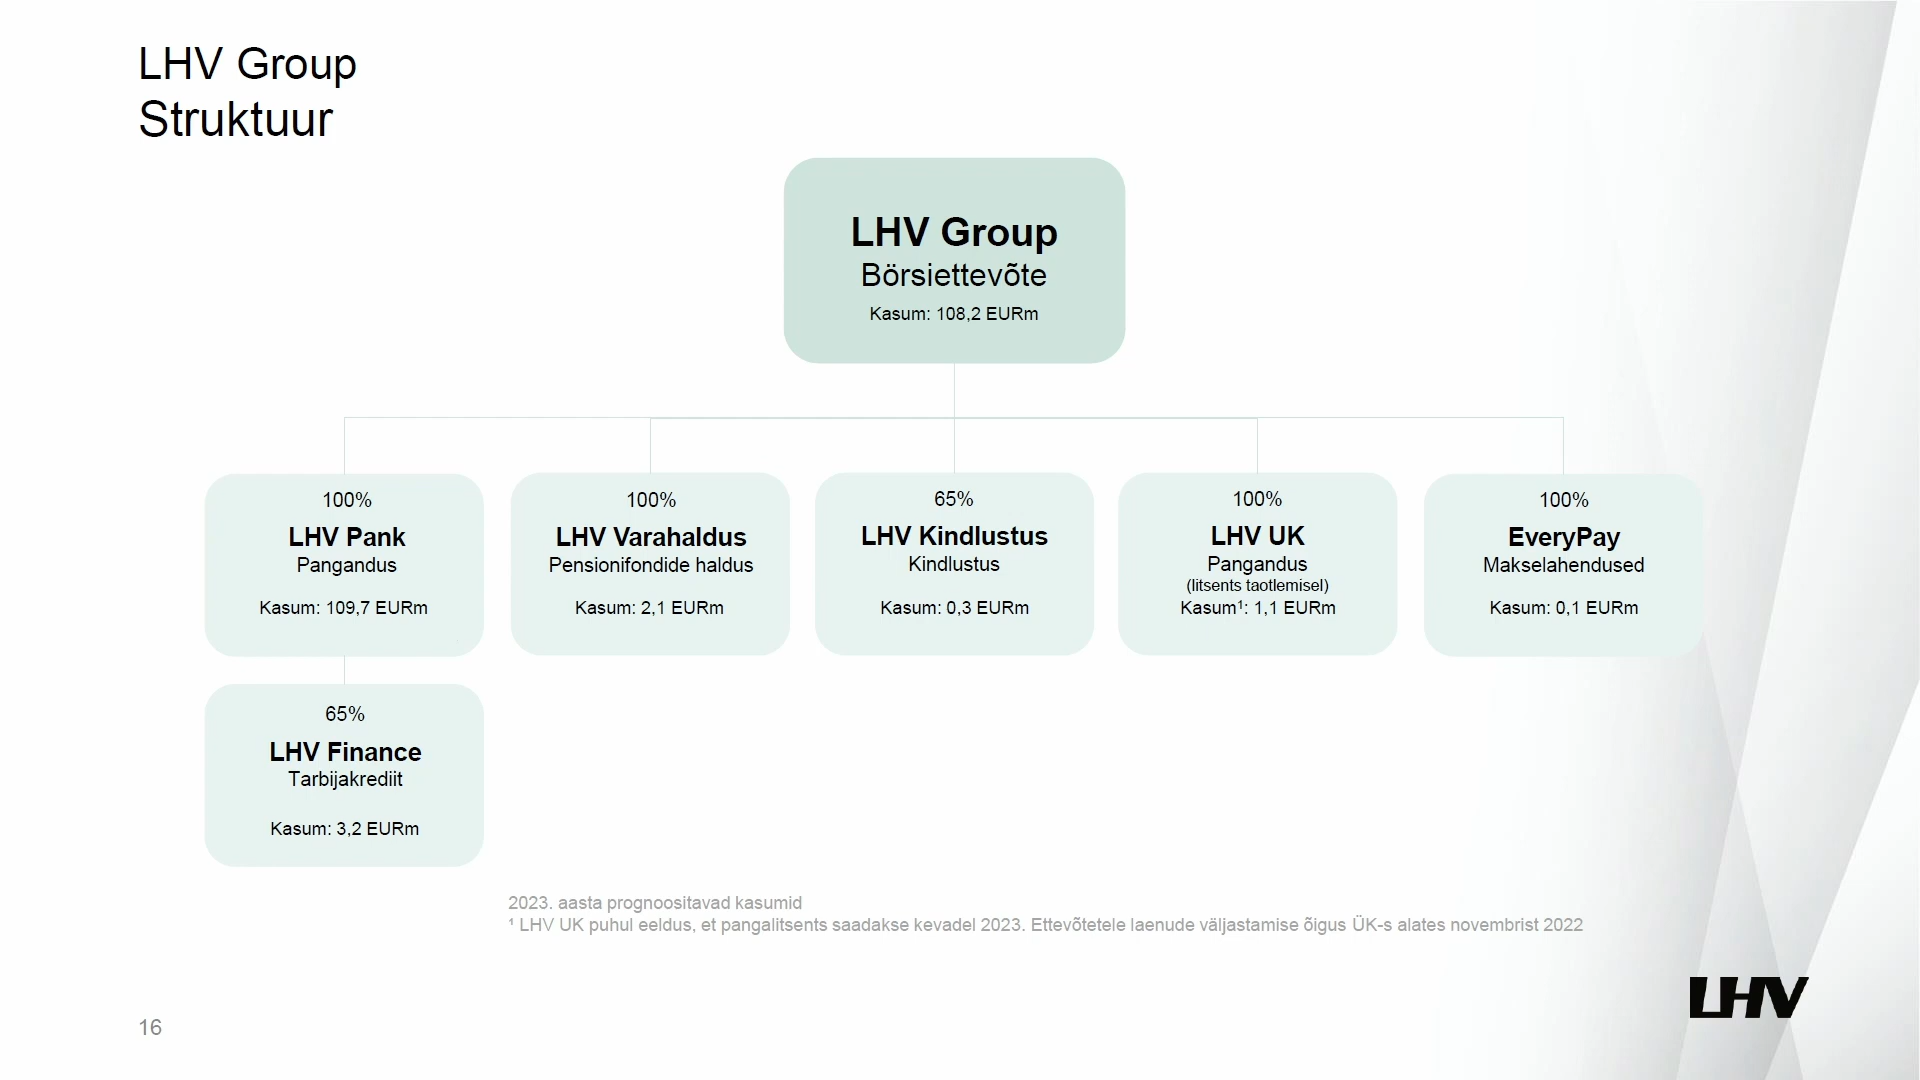 LHV Group
Struktuur
LHV Group
Börsiettevõte
Kasum: 108,2 EURm
100%
LHV Pank
Pangandus
Kasum: 109,7 EURm
100%
LHV Varahaldus
Pensionifondide haldus
Kasum: 2,1 EURm
65%
LHV Kindlustus
Kindlustus
Kasum: 0,3 EURm
100%
LHV UK
Pangandus
(litsents taotlemisel)
Kasum¹: 1,1 EURm
100%
EveryPay
Makselahendused
Kasum: 0,1 EURm
65%
LHV Finance
Tarbijakrediit
Kasum: 3,2 EURm
2023. aasta prognoositavad kasumid
¹ LHV UK puhul eeldus, et pangalitsents saadakse kevadel 2023. Ettevõtetele laenude väljastamise õigus ÜK-s alates novembrist 2022
LHV
16